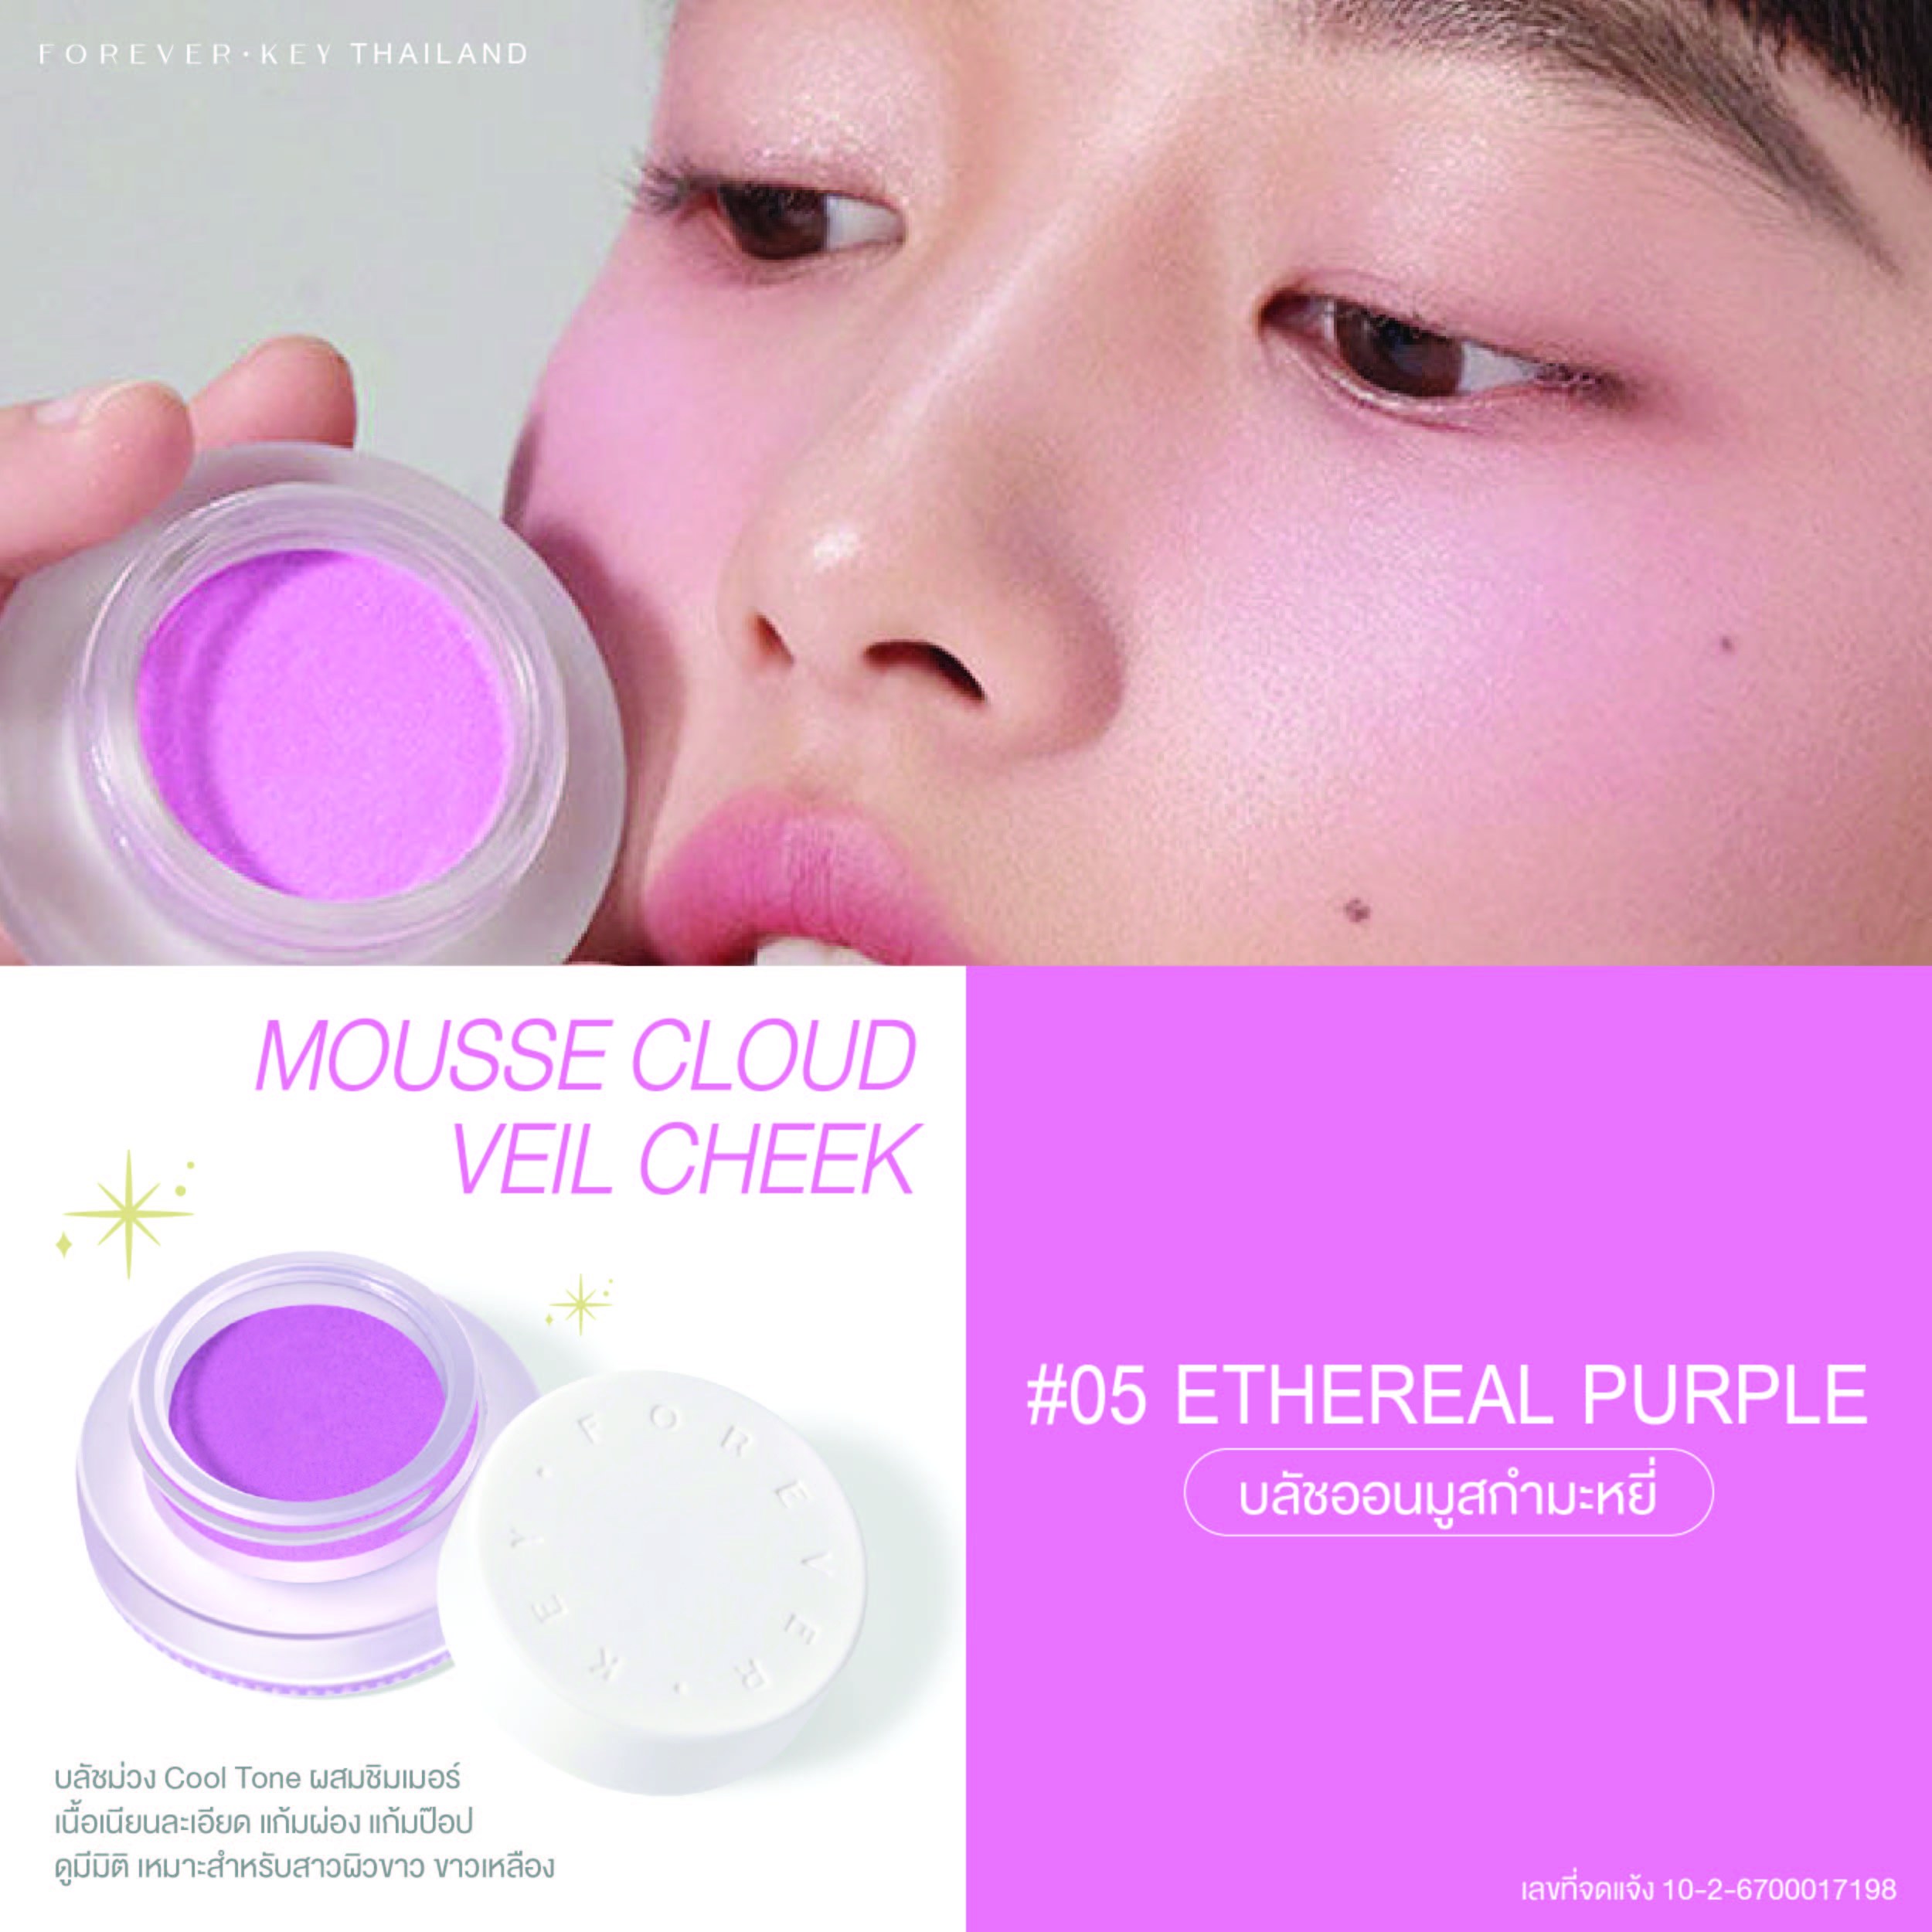 FOREVER·KEY THAILAND
MOUSSE CLOUD
VEIL CHEEK
FOREVER·KEY·
บลัชม่วง Cool Tone ผสมชิมเมอร์
เนื้อเนียนละเอียด แก้มผ่อง แก้มป๊อป
ดูมีมิติ เหมาะสำหรับสาวผิวขาว ขาวเหลือง
#05 ETHEREAL PURPLE
บลัชออนมูสกำมะหยี่
เลขที่จดแจ้ง 10-2-6700017198